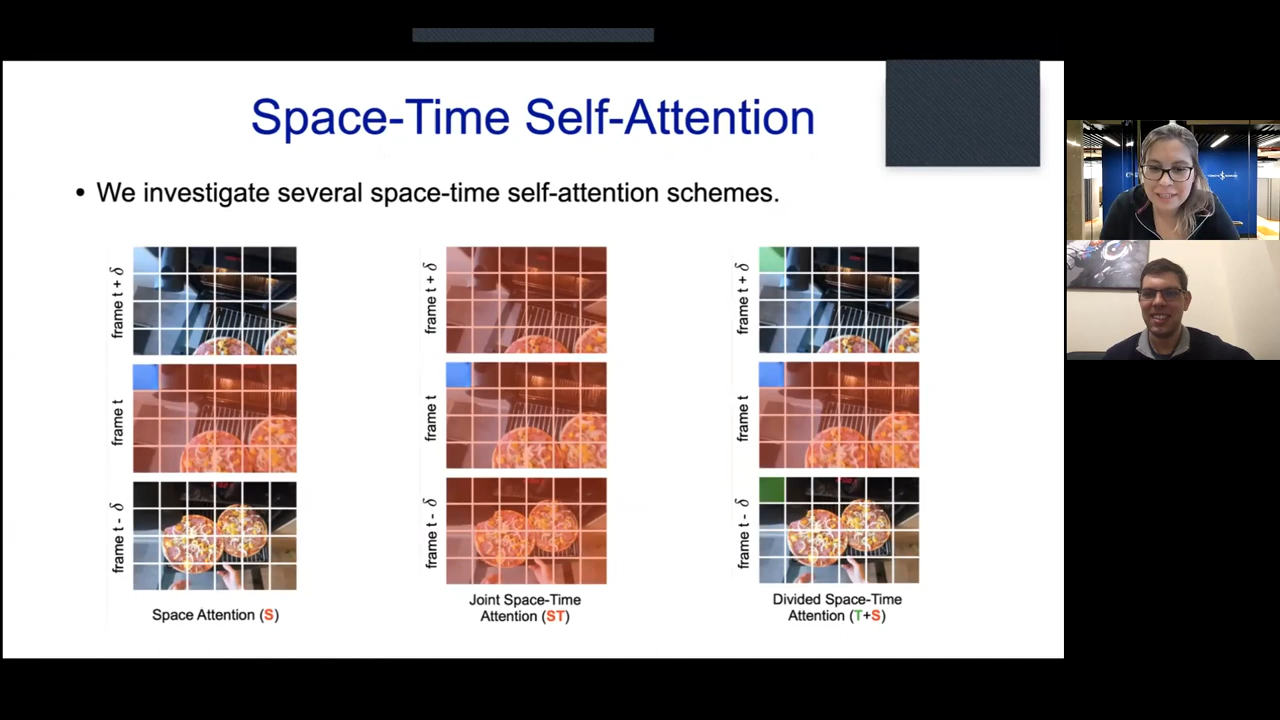 Space-Time Self-Attention
• We investigate several space-time self-attention schemes.
frame t + δ
frame t
frame t - δ
Space Attention (S)
frame t + δ
frame t
frame t - δ
Joint Space-Time
Attention (ST)
frame t + δ
frame t
frame t - δ
Divided Space-Time
Attention (T+S)